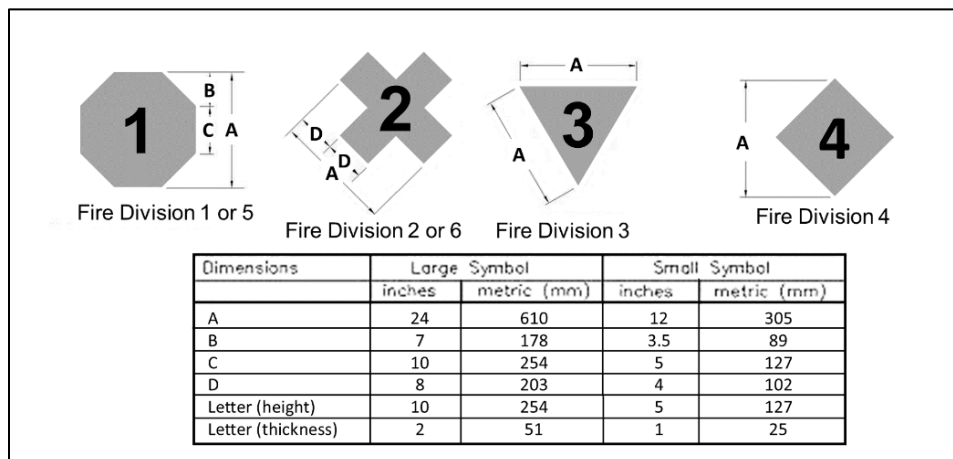 1
B
C
A
Fire Division 1 or 5
2
D
D
A
Fire Division 2 or 6
A
3
A
Fire Division 3
A
4
Fire Division 4
Dimensions Large Symbol Small Symbol
inches metric (mm) inches metric (mm)
A 24 610 12 305
B 7 178 3.5 89
C 10 254 5 127
D 8 203 4 102
Letter (height) 10 254 5 127
Letter (thickness) 2 51 1 25